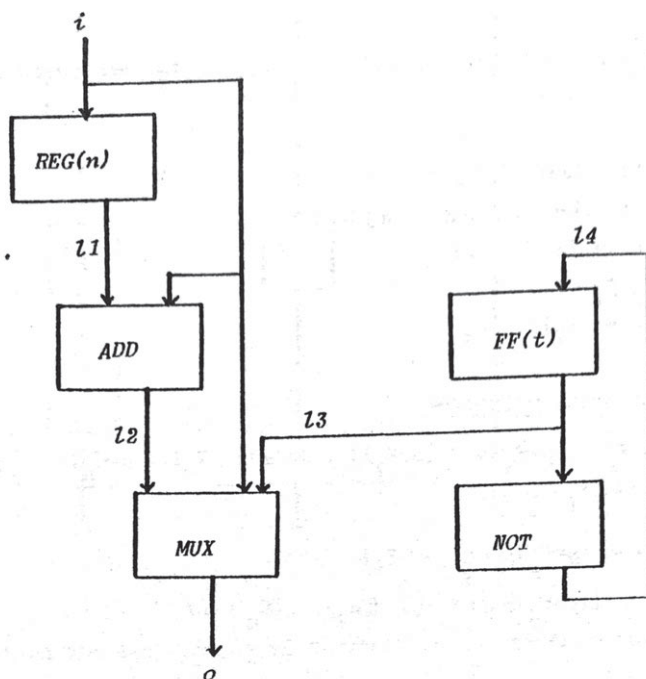 i
REG(n)
l1
l4
ADD
FF(t)
l2
l3
MUX
NOT
o